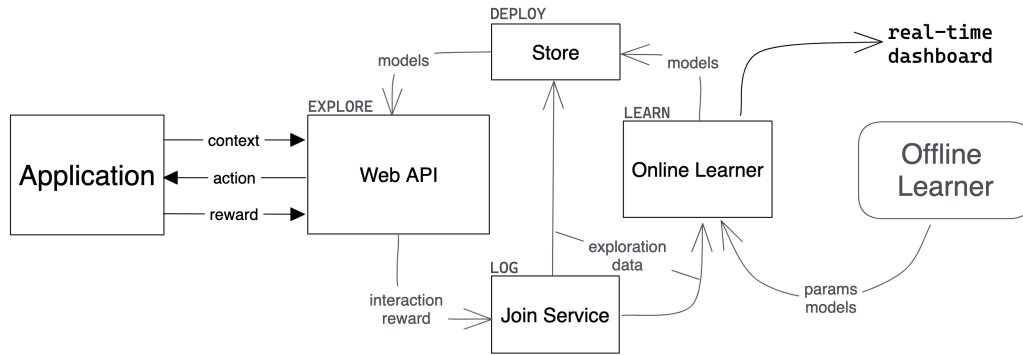 DEPLOY
Store
real-time
dashboard
models
models
EXPLORE
LEARN
Application
context
action
reward
Web API
Online Learner
Offline
Learner
exploration
data
LOG
interaction
reward
Join Service
params
models